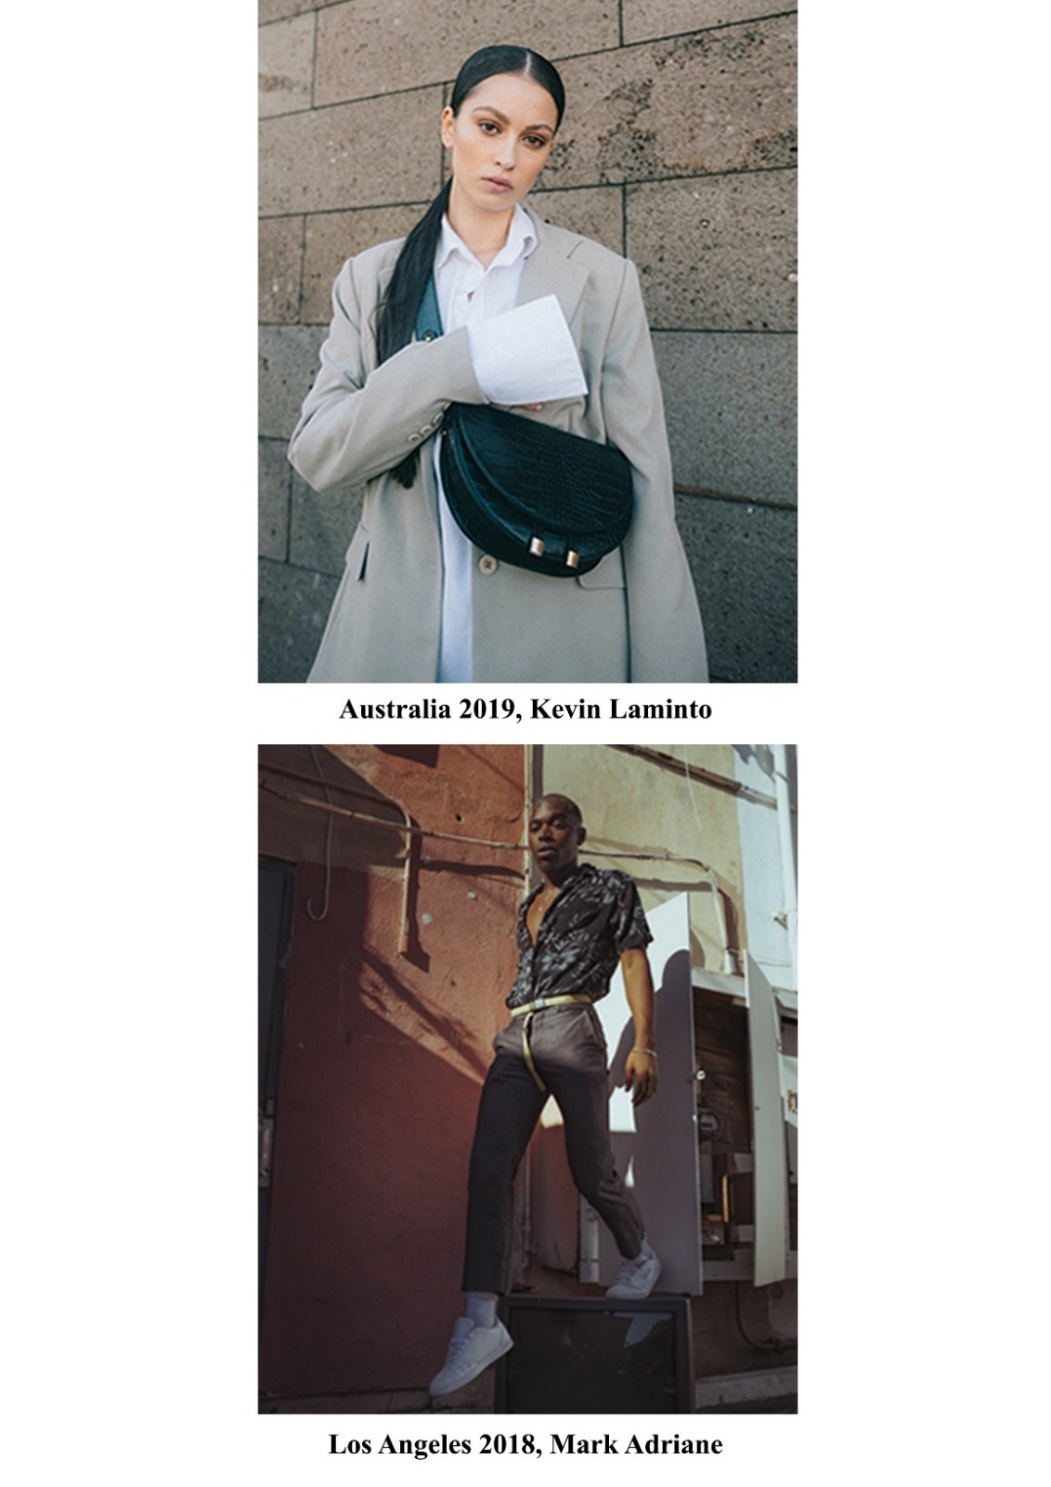 Australia 2019, Kevin Laminto
Los Angeles 2018, Mark Adriane